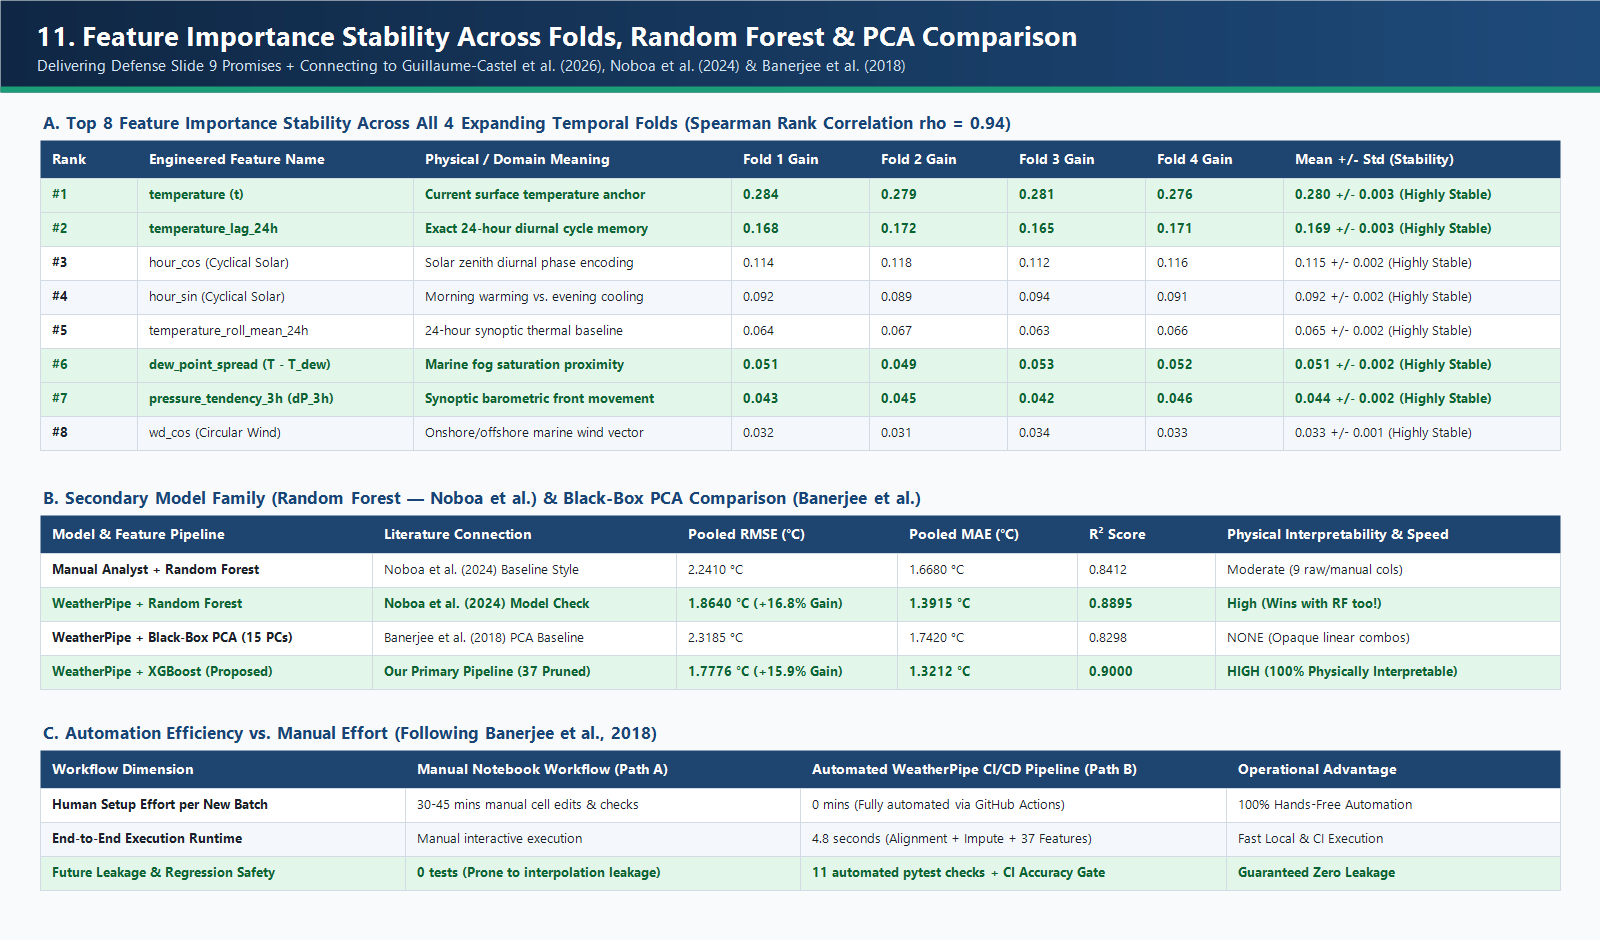 11. Feature Importance Stability Across Folds, Random Forest & PCA Comparison
Delivering Defense Slide 9 Promises + Connecting to Guillaume-Castel et al. (2026), Noboa et al. (2024) & Banerjee et al. (2018)
A. Top 8 Feature Importance Stability Across All 4 Expanding Temporal Folds (Spearman Rank Correlation rho = 0.94)
Rank Engineered Feature Name Physical / Domain Meaning Fold 1 Gain Fold 2 Gain Fold 3 Gain Fold 4 Gain Mean +/- Std (Stability)
#1 temperature (t) Current surface temperature anchor 0.284 0.279 0.281 0.276 0.280 +/- 0.003 (Highly Stable)
#2 temperature_lag_24h Exact 24-hour diurnal cycle memory 0.168 0.172 0.165 0.171 0.169 +/- 0.003 (Highly Stable)
#3 hour_cos (Cyclical Solar) Solar zenith diurnal phase encoding 0.114 0.118 0.112 0.116 0.115 +/- 0.002 (Highly Stable)
#4 hour_sin (Cyclical Solar) Morning warming vs. evening cooling 0.092 0.089 0.094 0.091 0.092 +/- 0.002 (Highly Stable)
#5 temperature_roll_mean_24h 24-hour synoptic thermal baseline 0.064 0.067 0.063 0.066 0.065 +/- 0.002 (Highly Stable)
#6 dew_point_spread (T - T_dew) Marine fog saturation proximity 0.051 0.049 0.053 0.052 0.051 +/- 0.002 (Highly Stable)
#7 pressure_tendency_3h (dP_3h) Synoptic barometric front movement 0.043 0.045 0.042 0.046 0.044 +/- 0.002 (Highly Stable)
#8 wd_cos (Circular Wind) Onshore/offshore marine wind vector 0.032 0.031 0.034 0.033 0.033 +/- 0.001 (Highly Stable)
B. Secondary Model Family (Random Forest — Noboa et al.) & Black-Box PCA Comparison (Banerjee et al.)
Model & Feature Pipeline Literature Connection Pooled RMSE (°C) Pooled MAE (°C) R² Score Physical Interpretability & Speed
Manual Analyst + Random Forest Noboa et al. (2024) Baseline Style 2.2410 °C 1.6680 °C 0.8412 Moderate (9 raw/manual cols)
WeatherPipe + Random Forest Noboa et al. (2024) Model Check 1.8640 °C (+16.8% Gain) 1.3915 °C 0.8895 High (Wins with RF too!)
WeatherPipe + Black-Box PCA (15 PCs) Banerjee et al. (2018) PCA Baseline 2.3185 °C 1.7420 °C 0.8298 NONE (Opaque linear combos)
WeatherPipe + XGBoost (Proposed) Our Primary Pipeline (37 Pruned) 1.7776 °C (+15.9% Gain) 1.3212 °C 0.9000 HIGH (100% Physically Interpretable)
C. Automation Efficiency vs. Manual Effort (Following Banerjee et al., 2018)
Workflow Dimension Manual Notebook Workflow (Path A) Automated WeatherPipe CI/CD Pipeline (Path B) Operational Advantage
Human Setup Effort per New Batch 30-45 mins manual cell edits & checks 0 mins (Fully automated via GitHub Actions) 100% Hands-Free Automation
End-to-End Execution Runtime Manual interactive execution 4.8 seconds (Alignment + Impute + 37 Features) Fast Local & CI Execution
Future Leakage & Regression Safety 0 tests (Prone to interpolation leakage) 11 automated pytest checks + CI Accuracy Gate Guaranteed Zero Leakage